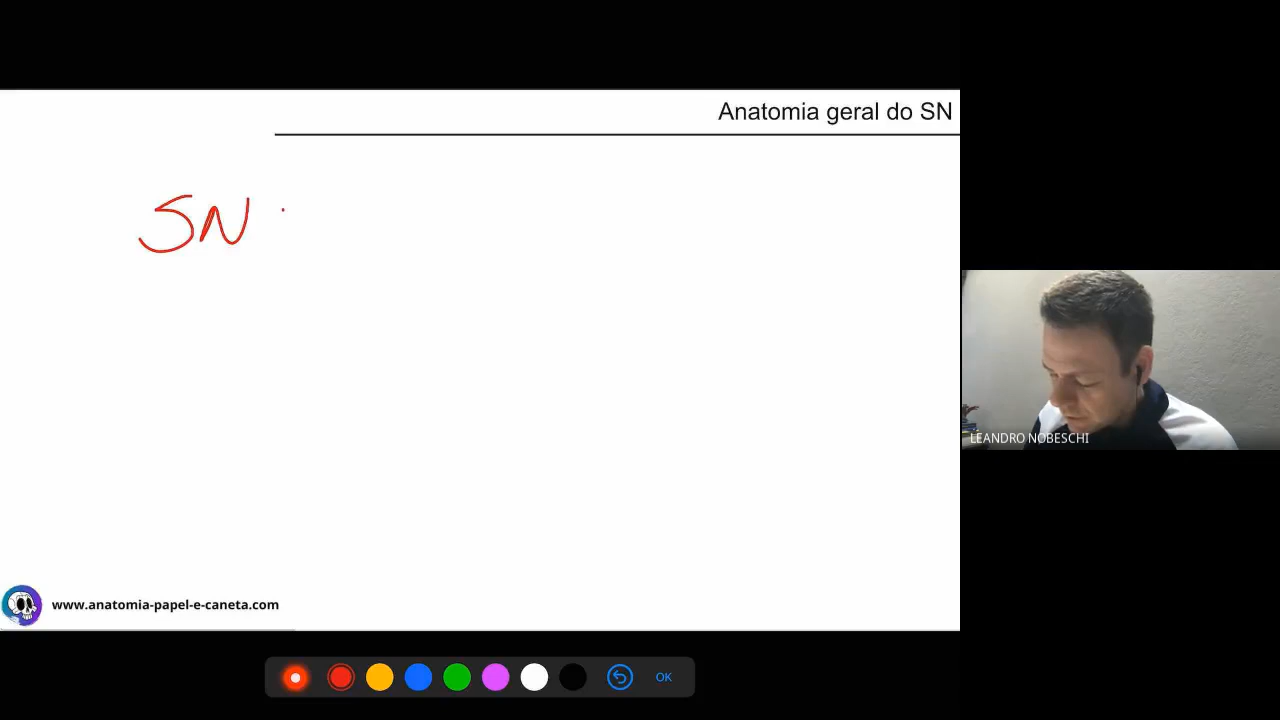 Anatomia geral do SN
SN
LEANDRO NOBESCHI
www.anatomia-papel-e-caneta.com
OK